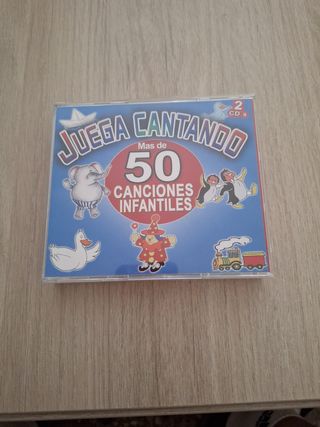 2
CD's
JUEGA CANTANDO
Mas de
50
CANCIONES
INFANTILES